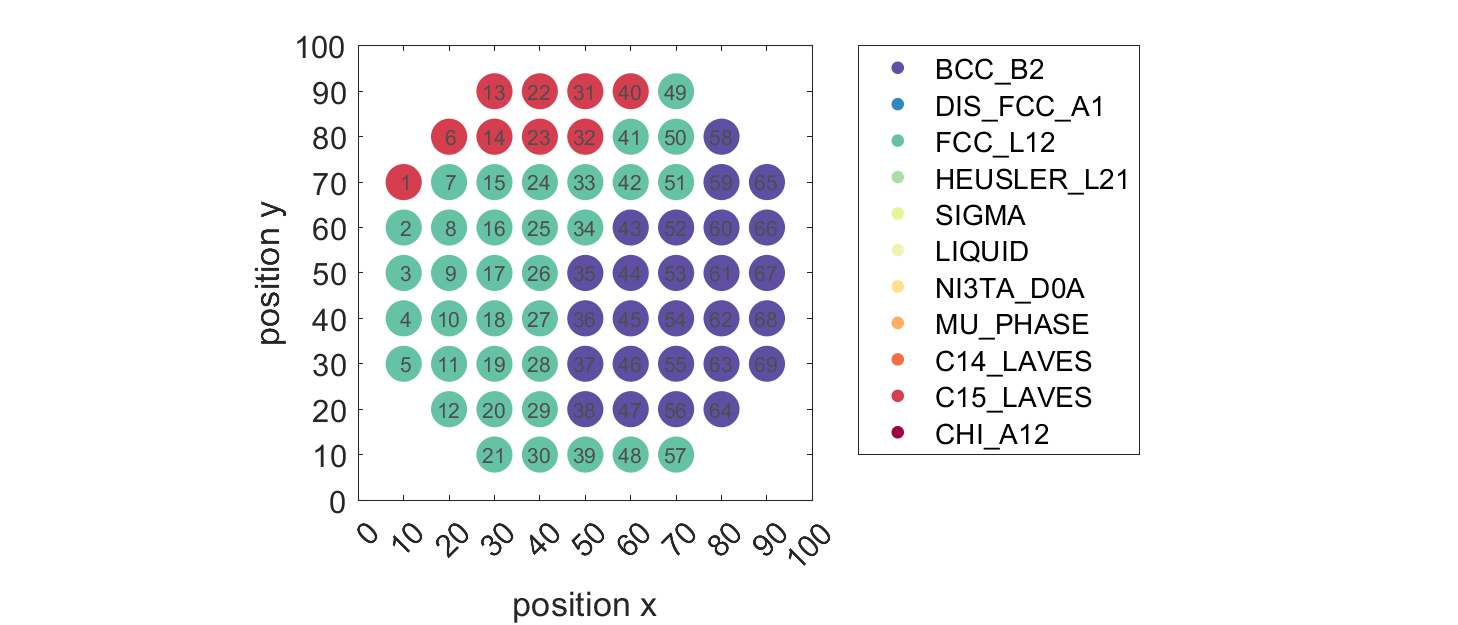 100
90
80
70
60
50
40
30
20
10
0
position y
13 22 31 40 49
6 14 23 32 41 50 58
1 7 15 24 33 42 51 59 65
2 8 16 25 34 43 52 60 66
3 9 17 26 35 44 53 61 67
4 10 18 27 36 45 54 62 68
5 11 19 28 37 46 55 63 69
12 20 29 38 47 56 64
21 30 39 48 57
0 10 20 30 40 50 60 70 80 90 100
position x
BCC_B2
DIS_FCC_A1
FCC_L12
HEUSLER_L21
SIGMA
LIQUID
NI3TA_D0A
MU_PHASE
C14_LAVES
C15_LAVES
CHI_A12